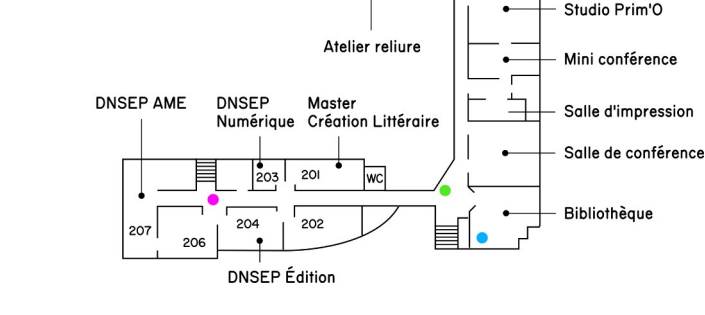 Studio Prim'O
Atelier reliure
Mini conférence
DNSEP AME
DNSEP
Numérique
Master
Création Littéraire
Salle d'impression
Salle de conférence
203
201
WC
207
206
204
202
Bibliothèque
DNSEP Édition